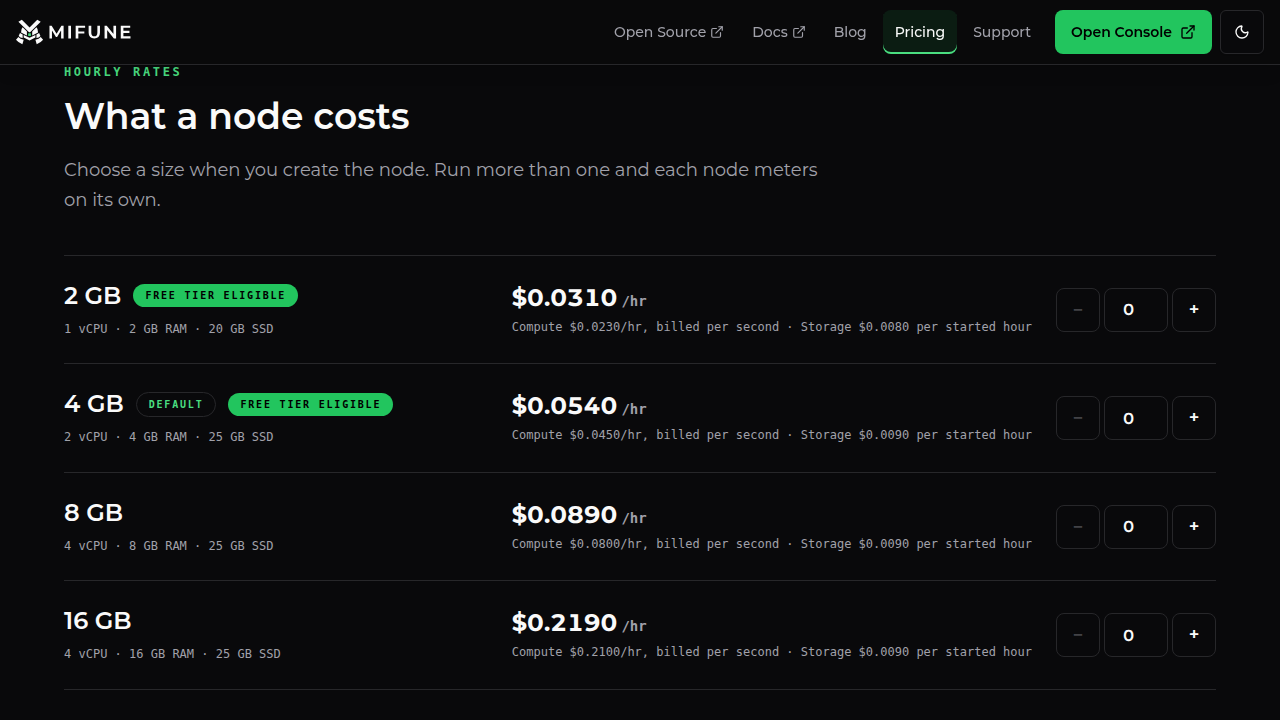 MIFUNE
Open Source
Docs
Blog
Pricing
Support
Open Console
HOURLY RATES
What a node costs
Choose a size when you create the node. Run more than one and each node meters
on its own.
2 GB FREE TIER ELIGIBLE
1 vCPU · 2 GB RAM · 20 GB SSD
$0.0310 /hr
Compute $0.0230/hr, billed per second · Storage $0.0080 per started hour
− 0 +
4 GB DEFAULT FREE TIER ELIGIBLE
2 vCPU · 4 GB RAM · 25 GB SSD
$0.0540 /hr
Compute $0.0450/hr, billed per second · Storage $0.0090 per started hour
− 0 +
8 GB
4 vCPU · 8 GB RAM · 25 GB SSD
$0.0890 /hr
Compute $0.0800/hr, billed per second · Storage $0.0090 per started hour
− 0 +
16 GB
4 vCPU · 16 GB RAM · 25 GB SSD
$0.2190 /hr
Compute $0.2100/hr, billed per second · Storage $0.0090 per started hour
− 0 +